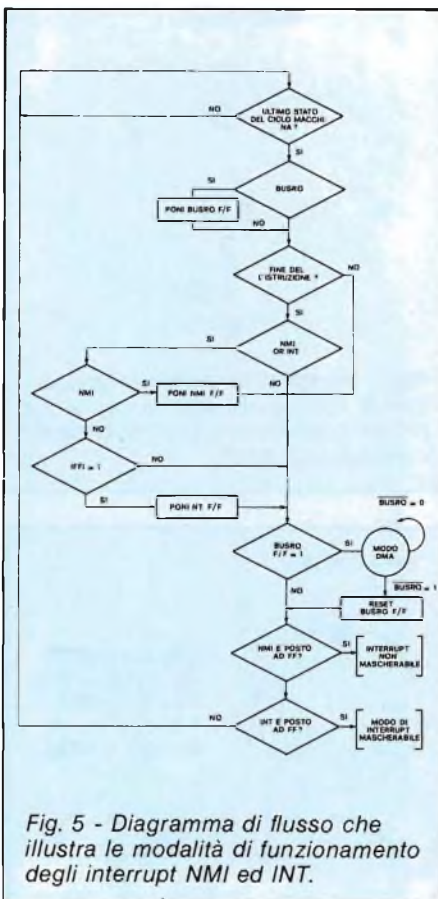 NO
ULTIMO STATO
DEL CICLO MACCHI
NA ?
SI
SI
BUSRQ
PONI BUSRQ F/F
NO
FINE DEL
L'ISTRUZIONE ?
NO
SI
SI
NMI
OR INT
NMI
SI
PONI NMI F/F
NO
NO
IFFI = 1
NO
SI
PONI NT F/F
BUSRQ = 0
BUSRQ
F/F = 1
SI
MODO
DMA
NO
BUSRQ = 1
RESET
BUSRQ F/F
NMI E POSTO
AD FF?
SI
INTERRUPT
NON
MASCHERABILE
NO
INT E POSTO
AD FF?
SI
MODO DI
INTERRUPT
MASCHERABILE
Fig. 5 - Diagramma di flusso che
illustra le modalità di funzionamento
degli interrupt NMI ed INT.